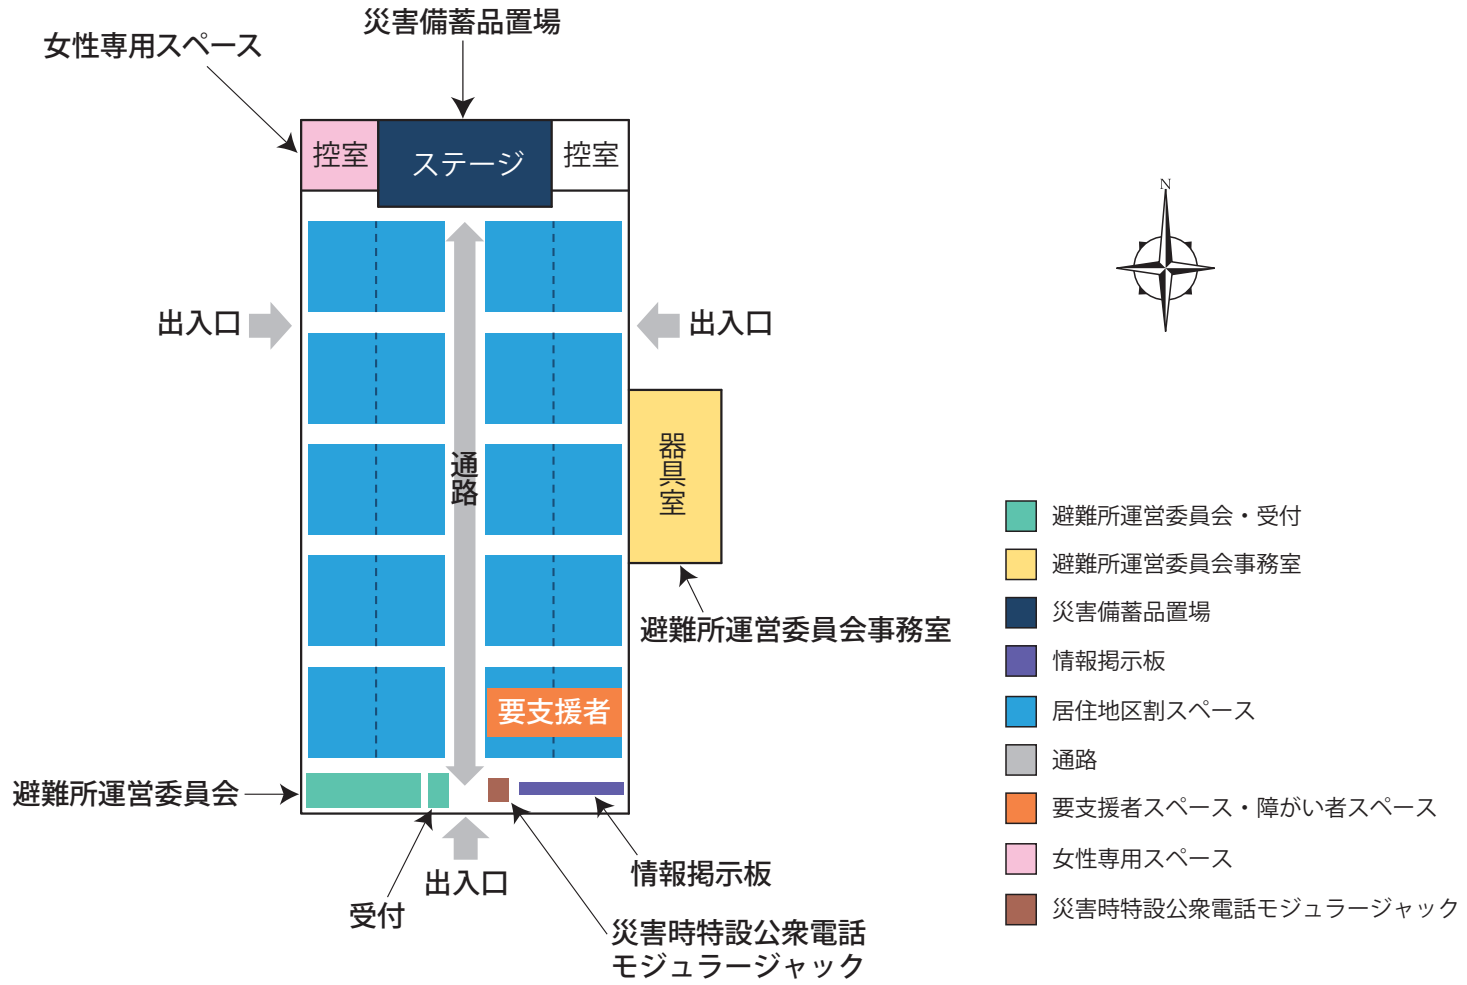 災害備蓄品置場
女性専用スペース
控室
ステージ
控室
N
出入口
出入口
通路
器具室
避難所運営委員会事務室
要支援者
避難所運営委員会
出入口
受付
情報掲示板
災害時特設公衆電話
モジュラージャック
避難所運営委員会・受付
避難所運営委員会事務室
災害備蓄品置場
情報掲示板
居住地区割スペース
通路
要支援者スペース・障がい者スペース
女性専用スペース
災害時特設公衆電話モジュラージャック